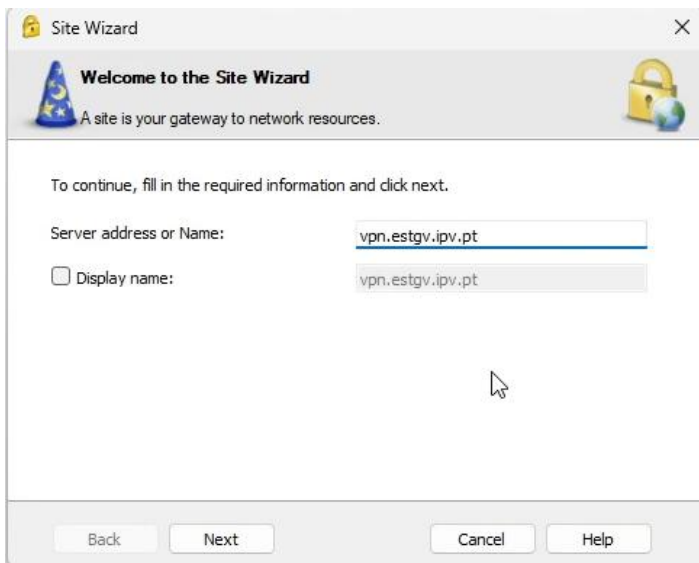 Site Wizard
Welcome to the Site Wizard
A site is your gateway to network resources.
To continue, fill in the required information and click next.
Server address or Name: vpn.estgv.ipv.pt
Display name: vpn.estgv.ipv.pt
Back Next Cancel Help